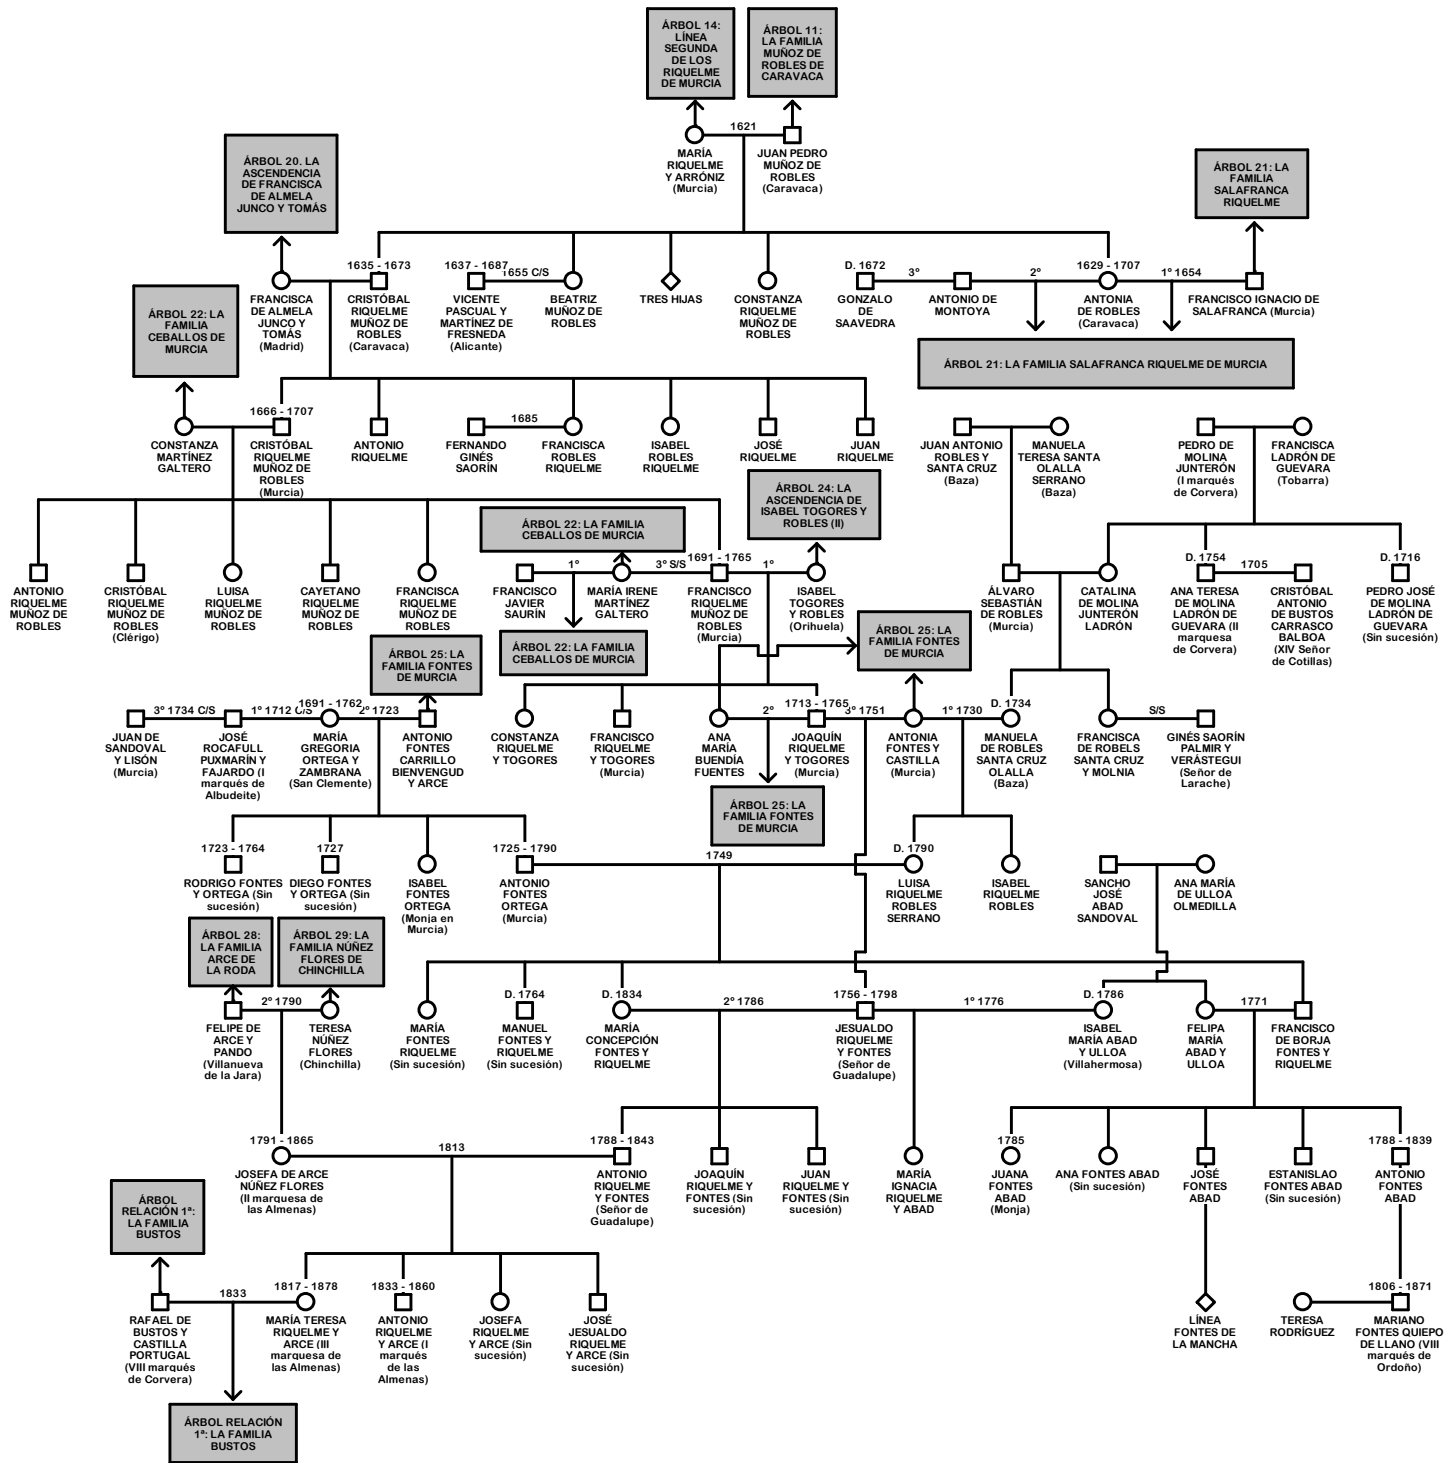 ÁRBOL 14:
LÍNEA
SEGUNDA
DE LOS
RIQUELME
DE MURCIA
ÁRBOL 11:
LA FAMILIA
MUÑOZ DE
ROBLES DE
CARAVACA
1621
MARÍA
RIQUELME
Y ARRÓNIZ
(Murcia)
JUAN PEDRO
MUÑOZ DE
ROBLES
(Caravaca)
ÁRBOL 20. LA
ASCENDENCIA
DE FRANCISCA
DE ALMELA
JUNCO Y TOMÁS
ÁRBOL 21: LA
FAMILIA
SALAFRANCA
RIQUELME
FRANCISCA
DE ALMELA
JUNCO Y
TOMÁS
(Madrid)
1635 - 1673
CRISTÓBAL
RIQUELME
MUÑOZ DE
ROBLES
(Caravaca)
1637 - 1687
VICENTE
PASCUAL Y
MARTÍNEZ DE
FRESNEDA
(Alicante)
1655 C/S
BEATRIZ
MUÑOZ DE
ROBLES
TRES HIJAS
CONSTANZA
RIQUELME
MUÑOZ DE
ROBLES
D. 1672
GONZALO
DE
SAAVEDRA
3º
ANTONIO DE
MONTOYA
2º
1629 - 1707
ANTONIA
DE ROBLES
(Caravaca)
1º 1654
FRANCISCO IGNACIO DE
SALAFRANCA (Murcia)
ÁRBOL 22: LA
FAMILIA
CEBALLOS DE
MURCIA
ÁRBOL 21: LA FAMILIA SALAFRANCA RIQUELME DE MURCIA
CONSTANZA
MARTÍNEZ
GALTERO
1666 - 1707
CRISTÓBAL
RIQUELME
MUÑOZ DE
ROBLES
(Murcia)
ANTONIO
RIQUELME
FERNANDO
GINÉS
SAORÍN
1685
FRANCISCA
ROBLES
RIQUELME
ISABEL
ROBLES
RIQUELME
JOSÉ
RIQUELME
JUAN
RIQUELME
JUAN ANTONIO
ROBLES Y
SANTA CRUZ
(Baza)
MANUELA
TERESA SANTA
OLALLA
SERRANO
(Baza)
PEDRO DE
MOLINA
JUNTERÓN
(I marqués
de Corvera)
FRANCISCA
LADRÓN DE
GUEVARA
(Tobarra)
ÁRBOL 22: LA FAMILIA
CEBALLOS DE MURCIA
ÁRBOL 24: LA
ASCENDENCIA DE
ISABEL TOGORES Y
ROBLES (II)
ANTONIO
RIQUELME
MUÑOZ DE
ROBLES
CRISTÓBAL
RIQUELME
MUÑOZ DE
ROBLES
(Clérigo)
LUISA
RIQUELME
MUÑOZ DE
ROBLES
CAYETANO
RIQUELME
MUÑOZ DE
ROBLES
FRANCISCA
RIQUELME
MUÑOZ DE
ROBLES
FRANCISCO
JAVIER
SAURÍN
1º
MARÍA IRENE
MARTÍNEZ
GALTERO
3º S/S
1691 - 1765
FRANCISCO
RIQUELME
MUÑOZ DE
ROBLES
(Murcia)
1º
ISABEL
TOGORES
Y ROBLES
(Orihuela)
ÁLVARO
SEBASTIÁN
DE ROBLES
(Murcia)
CATALINA
DE MOLINA
JUNTERÓN
LADRÓN
D. 1754
ANA TERESA
DE MOLINA
LADRÓN DE
GUEVARA (II
marquesa
de Corvera)
1705
CRISTÓBAL
ANTONIO
DE BUSTOS
CARRASCO
BALBOA
(XIV Señor
de Cotillas)
D. 1716
PEDRO JOSÉ
DE MOLINA
LADRÓN DE
GUEVARA
(Sin sucesión)
ÁRBOL 25: LA
FAMILIA FONTES
DE MURCIA
ÁRBOL 22: LA FAMILIA
CEBALLOS DE MURCIA
ÁRBOL 25: LA
FAMILIA FONTES
DE MURCIA
JUAN DE
SANDOVAL
Y LISÓN
(Murcia)
3º 1734 C/S
JOSÉ
ROCAFULL
PUXMARÍN Y
FAJARDO (I
marqués de
Albudeite)
1º 1712 C/S
1691 - 1762
MARÍA
GREGORIA
ORTEGA Y
ZAMBRANA
(San Clemente)
2º 1723
ANTONIO
FONTES
CARRILLO
BIENVENGUD
Y ARCE
CONSTANZA
RIQUELME
Y TOGORES
FRANCISCO
RIQUELME
Y TOGORES
(Murcia)
ANA
MARÍA
BUENDÍA
FUENTES
2º
1713 - 1765
JOAQUÍN
RIQUELME
Y TOGORES
(Murcia)
3º 1751
ANTONIA
FONTES Y
CASTILLA
(Murcia)
1º 1730
D. 1734
MANUELA
DE ROBLES
SANTA CRUZ
OLALLA
(Baza)
FRANCISCA
DE ROBELS
SANTA CRUZ
Y MOLNIA
S/S
GINÉS SAORÍN
PALMIR Y
VERÁSTEGUI
(Señor de
Larache)
ÁRBOL 25: LA
FAMILIA FONTES
DE MURCIA
1723 - 1764
RODRIGO FONTES
Y ORTEGA (Sin
sucesión)
1727
DIEGO FONTES
Y ORTEGA (Sin
sucesión)
ISABEL
FONTES
ORTEGA
(Monja en
Murcia)
1725 - 1790
ANTONIO
FONTES
ORTEGA
(Murcia)
1749
D. 1790
LUISA
RIQUELME
ROBLES
SERRANO
ISABEL
RIQUELME
ROBLES
SANCHO
JOSÉ
ABAD
SANDOVAL
ANA MARÍA
DE ULLOA
OLMEDILLA
ÁRBOL 28:
LA FAMILIA
ARCE DE
LA RODA
ÁRBOL 29: LA
FAMILIA NÚÑEZ
FLORES DE
CHINCHILLA
FELIPE DE
ARCE Y
PANDO
(Villanueva
de la Jara)
2º 1790
TERESA
NÚÑEZ
FLORES
(Chinchilla)
MARÍA
FONTES
RIQUELME
(Sin sucesión)
D. 1764
MANUEL
FONTES Y
RIQUELME
(Sin sucesión)
D. 1834
MARÍA
CONCEPCIÓN
FONTES Y
RIQUELME
2º 1786
1756 - 1798
JESUALDO
RIQUELME
Y FONTES
(Señor de
Guadalupe)
1º 1776
D. 1786
ISABEL
MARÍA ABAD
Y ULLOA
(Villahermosa)
FELIPA
MARÍA
ABAD Y
ULLOA
1771
FRANCISCO
DE BORJA
FONTES Y
RIQUELME
1791 - 1865
JOSEFA DE ARCE
NÚÑEZ FLORES
(II marquesa de
las Almenas)
1813
1788 - 1843
ANTONIO
RIQUELME
Y FONTES
(Señor de
Guadalupe)
JOAQUÍN
RIQUELME Y
FONTES (Sin
sucesión)
JUAN
RIQUELME Y
FONTES (Sin
sucesión)
MARÍA
IGNACIA
RIQUELME
Y ABAD
1785
JUANA
FONTES
ABAD
(Monja)
ANA FONTES ABAD
(Sin sucesión)
JOSÉ
FONTES
ABAD
ESTANISLAO
FONTES ABAD
(Sin sucesión)
1788 - 1839
ANTONIO
FONTES
ABAD
ÁRBOL
RELACIÓN 1ª:
LA FAMILIA
BUSTOS
RAFAEL DE
BUSTOS Y
CASTILLA
PORTUGAL
(VIII marqués
de Corvera)
1833
1817 - 1878
MARÍA TERESA
RIQUELME Y
ARCE (III
marquesa de
las Almenas)
1833 - 1860
ANTONIO
RIQUELME
Y ARCE (I
marqués
de las
Almenas)
JOSEFA
RIQUELME
Y ARCE (Sin
sucesión)
JOSÉ
JESUALDO
RIQUELME
Y ARCE (Sin
sucesión)
LÍNEA
FONTES DE
LA MANCHA
TERESA
RODRÍGUEZ
1806 - 1871
MARIANO
FONTES QUIEPO
DE LLANO (VIII
marqués de
Ordoño)
ÁRBOL RELACIÓN
1ª: LA FAMILIA
BUSTOS